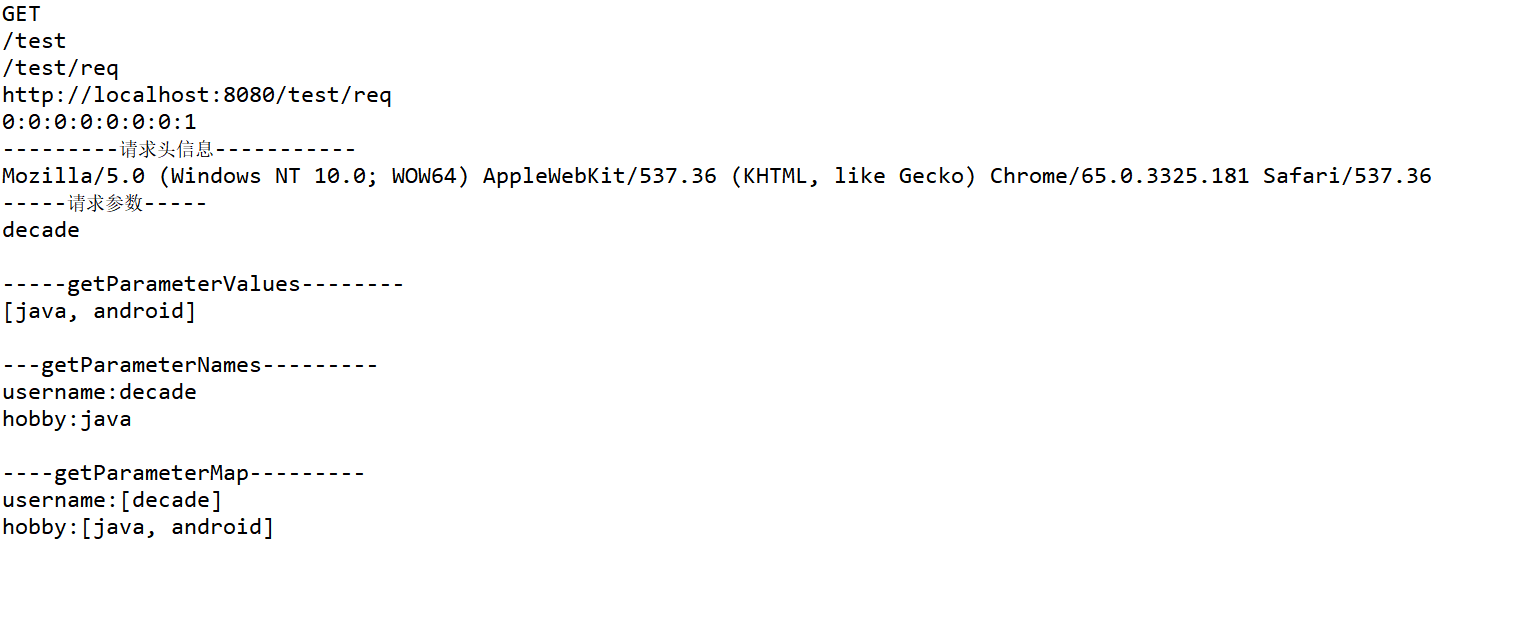 GET
/test
/test/req
http://localhost:8080/test/req
0:0:0:0:0:0:0:1
---------请求头信息-----------
Mozilla/5.0 (Windows NT 10.0; WOW64) AppleWebKit/537.36 (KHTML, like Gecko) Chrome/65.0.3325.181 Safari/537.36
-----请求参数-----
decade
-----getParameterValues--------
[java, android]
---getParameterNames---------
username:decade
hobby:java
----getParameterMap---------
username:[decade]
hobby:[java, android]